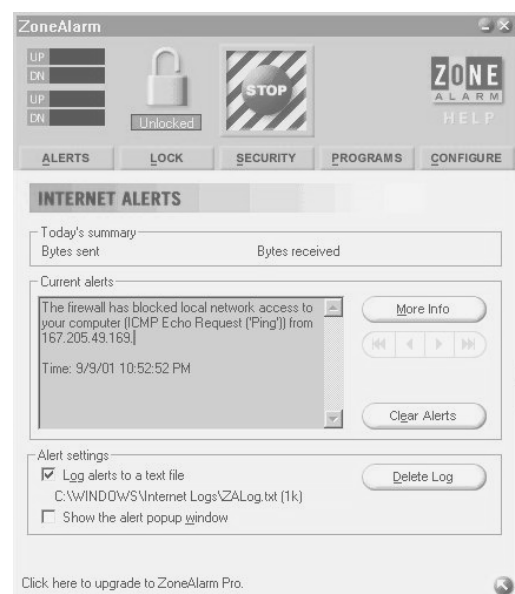 ZoneAlarm
UP
DN
UP
DN
Unlocked
STOP
ZONE
ALARM
HELP
ALERTS LOCK SECURITY PROGRAMS CONFIGURE
INTERNET ALERTS
Today's summary
Bytes sent Bytes received
Current alerts
The firewall has blocked local network access to
your computer (ICMP Echo Request ('Ping')) from
167.205.49.169.
Time: 9/9/01 10:52:52 PM
More Info
Clear Alerts
Alert settings
Log alerts to a text file
C:\WINDOWS\Internet Logs\ZALog.txt (1k)
Show the alert popup window
Delete Log
Click here to upgrade to ZoneAlarm Pro.